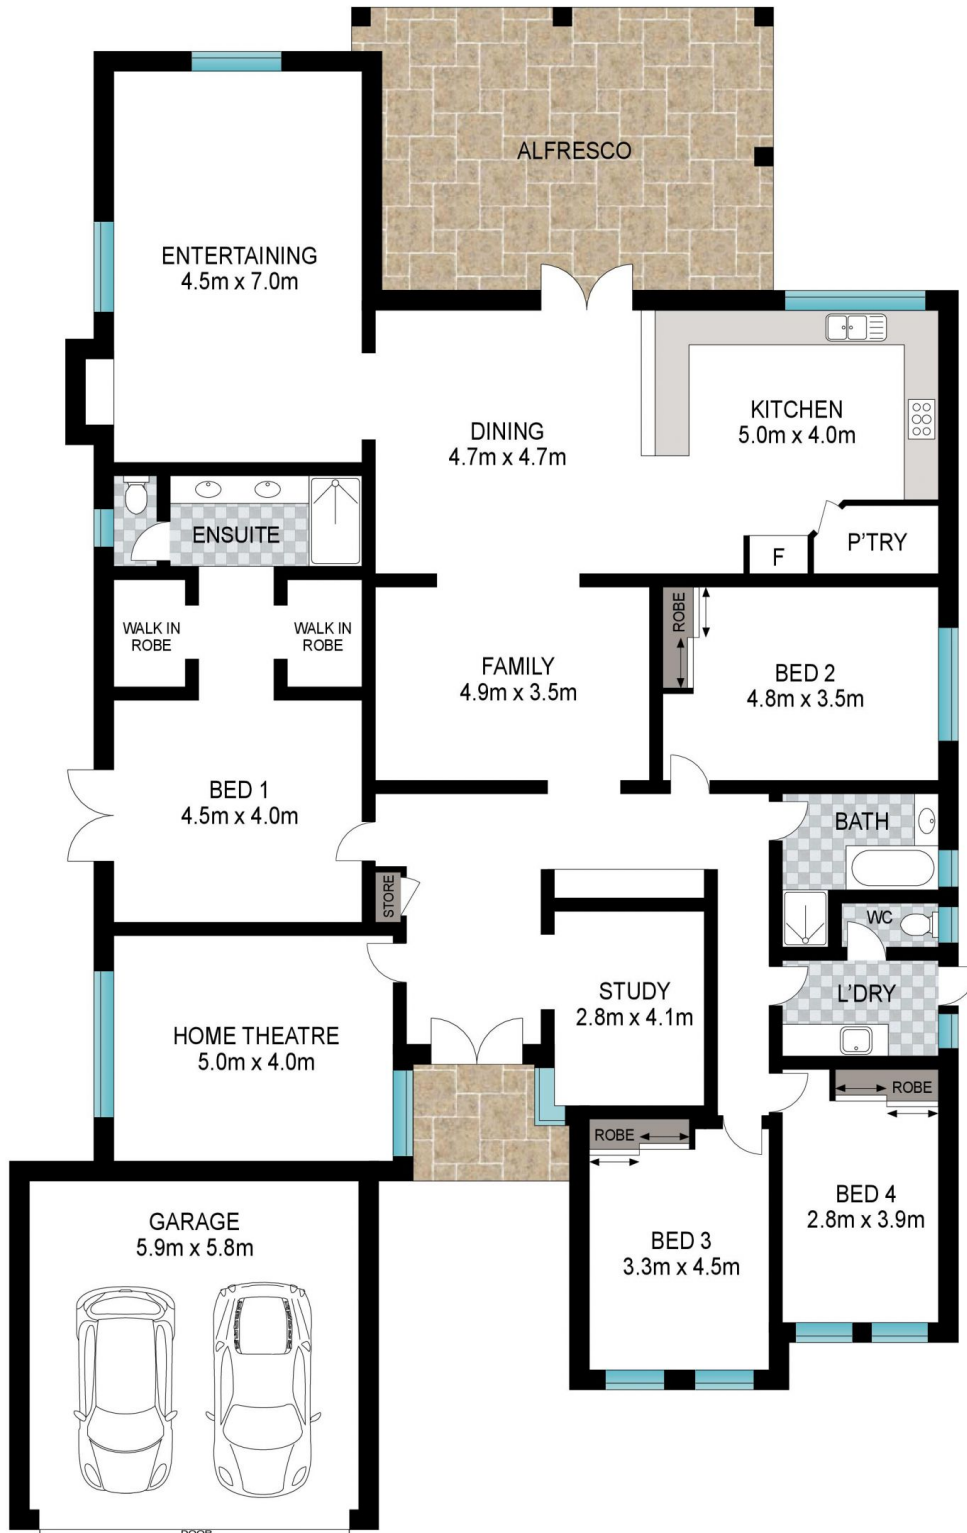 ALFRESCO
ENTERTAINING
4.5m x 7.0m
DINING
4.7m x 4.7m
KITCHEN
5.0m x 4.0m
ENSUITE
F
P'TRY
WALK IN
ROBE
WALK IN
ROBE
FAMILY
4.9m x 3.5m
ROBE
BED 2
4.8m x 3.5m
BED 1
4.5m x 4.0m
BATH
STORE
WC
STUDY
2.8m x 4.1m
L'DRY
HOME THEATRE
5.0m x 4.0m
ROBE
ROBE
BED 4
2.8m x 3.9m
BED 3
3.3m x 4.5m
GARAGE
5.9m x 5.8m
DOOR